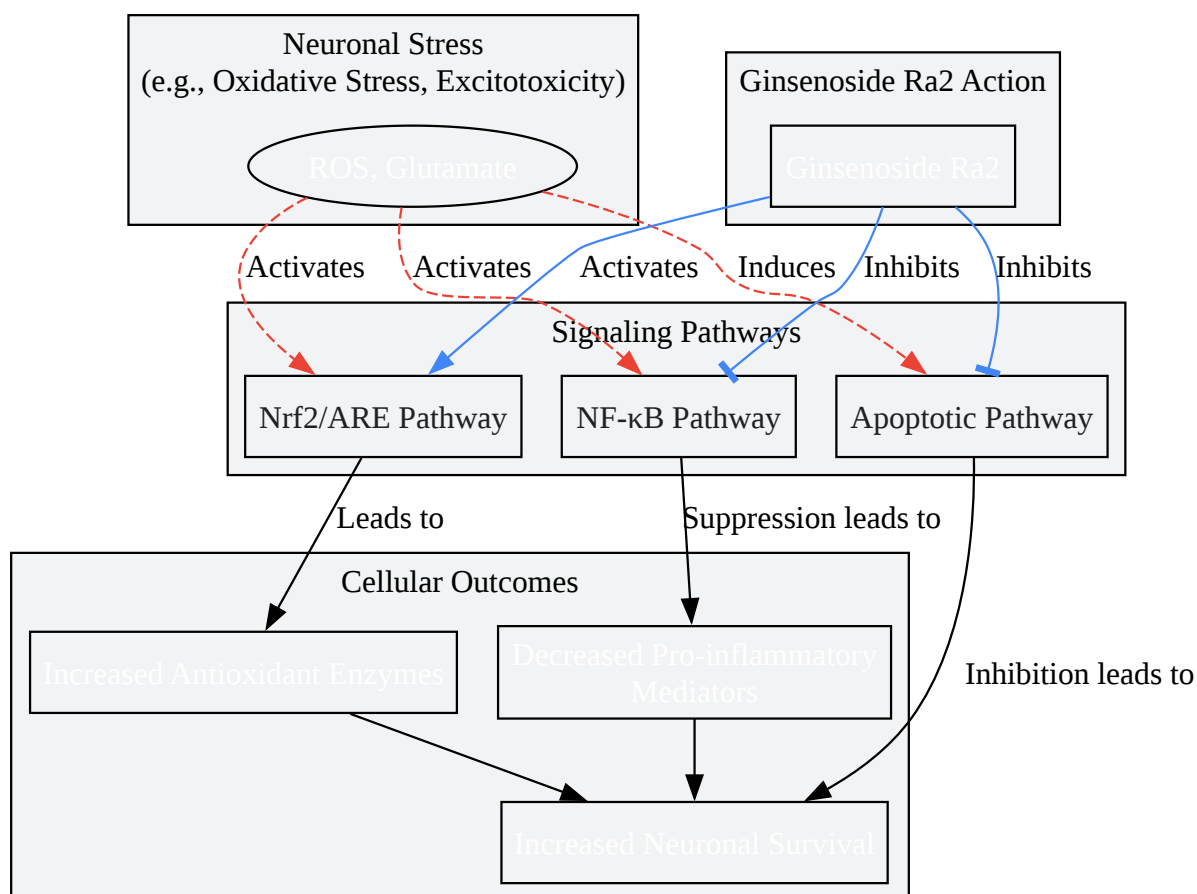 Neuronal Stress
(e.g., Oxidative Stress, Excitotoxicity)
Ginsenoside Ra2 Action
ROS, Glutamate
Ginsenoside Ra2
Activates
Activates
Activates
Induces
Inhibits
Inhibits
Signaling Pathways
Nrf2/ARE Pathway
NF-κB Pathway
Apoptotic Pathway
Leads to
Suppression leads to
Cellular Outcomes
Increased Antioxidant Enzymes
Decreased Pro-inflammatory
Mediators
Inhibition leads to
Increased Neuronal Survival